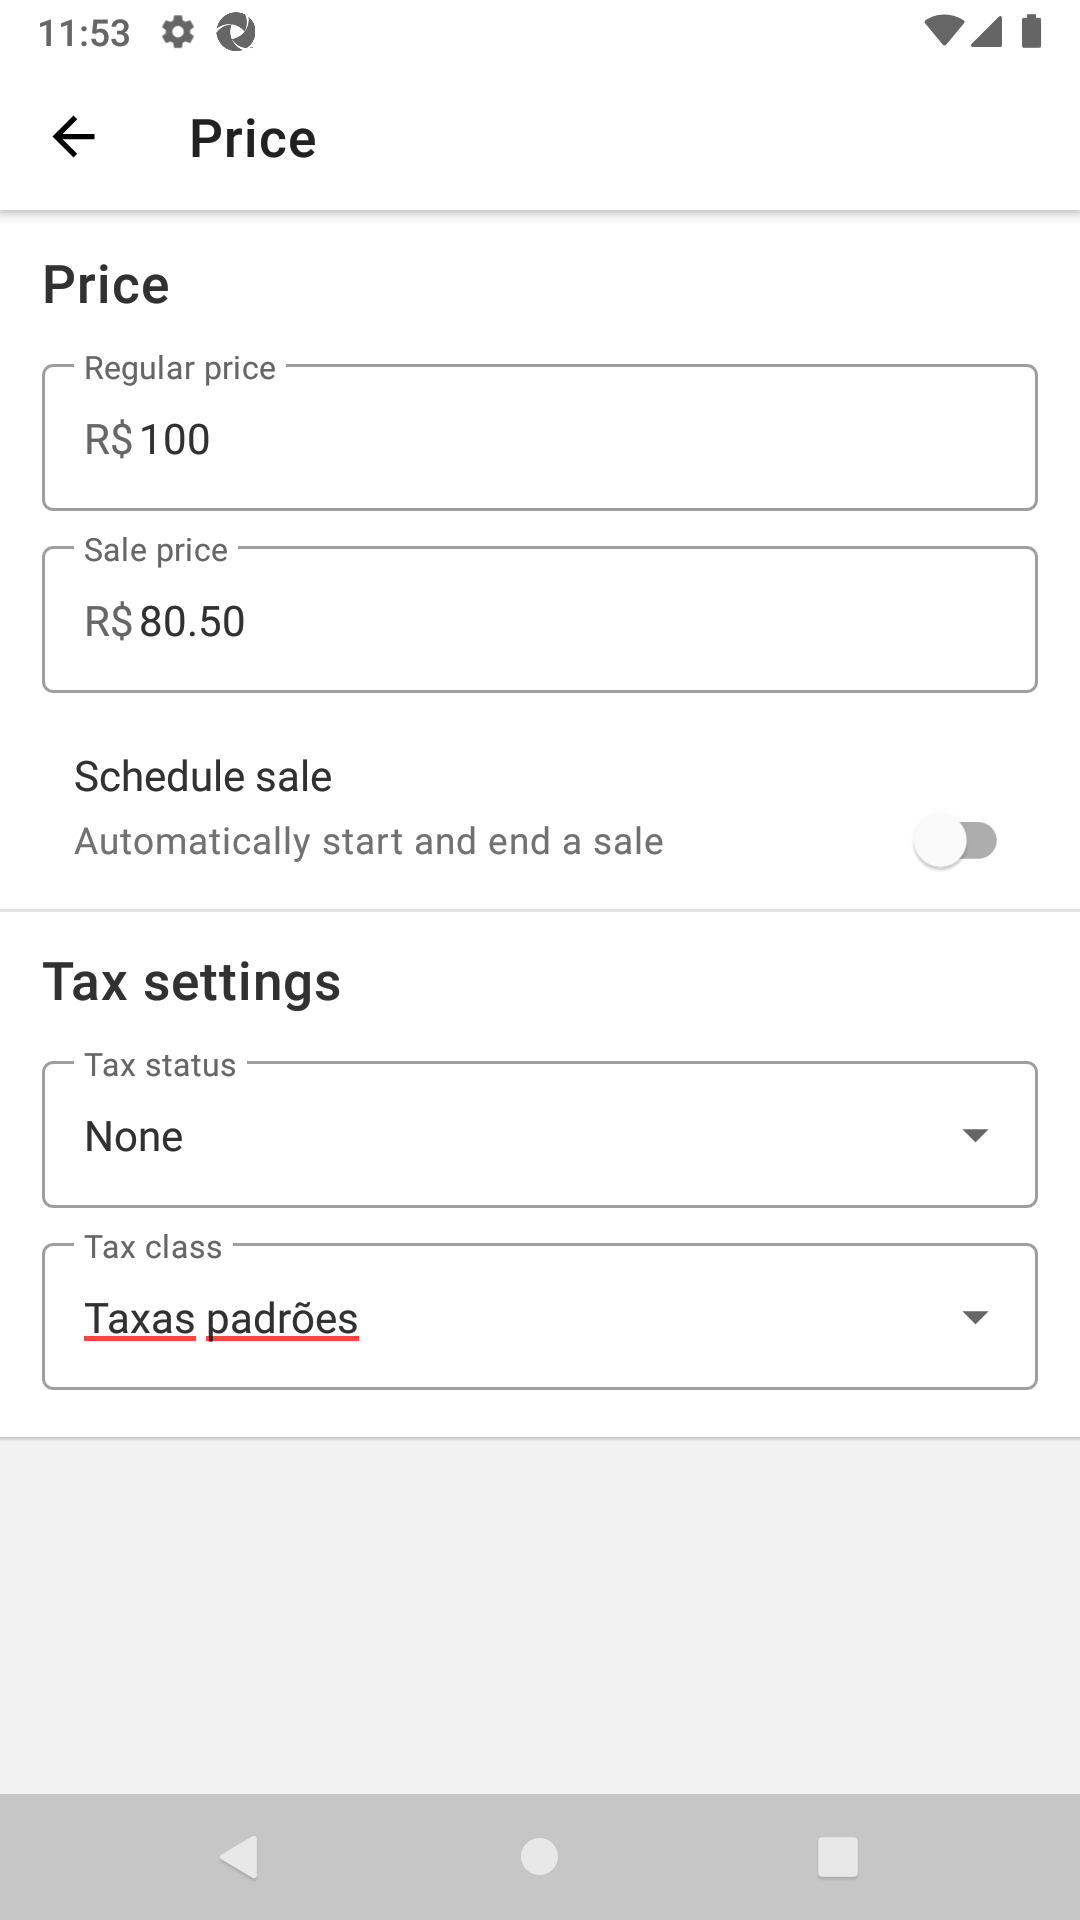 11:53
Price
Price
Regular price
R$ 100
Sale price
R$ 80.50
Schedule sale
Automatically start and end a sale
Tax settings
Tax status
None
Tax class
Taxas padrões